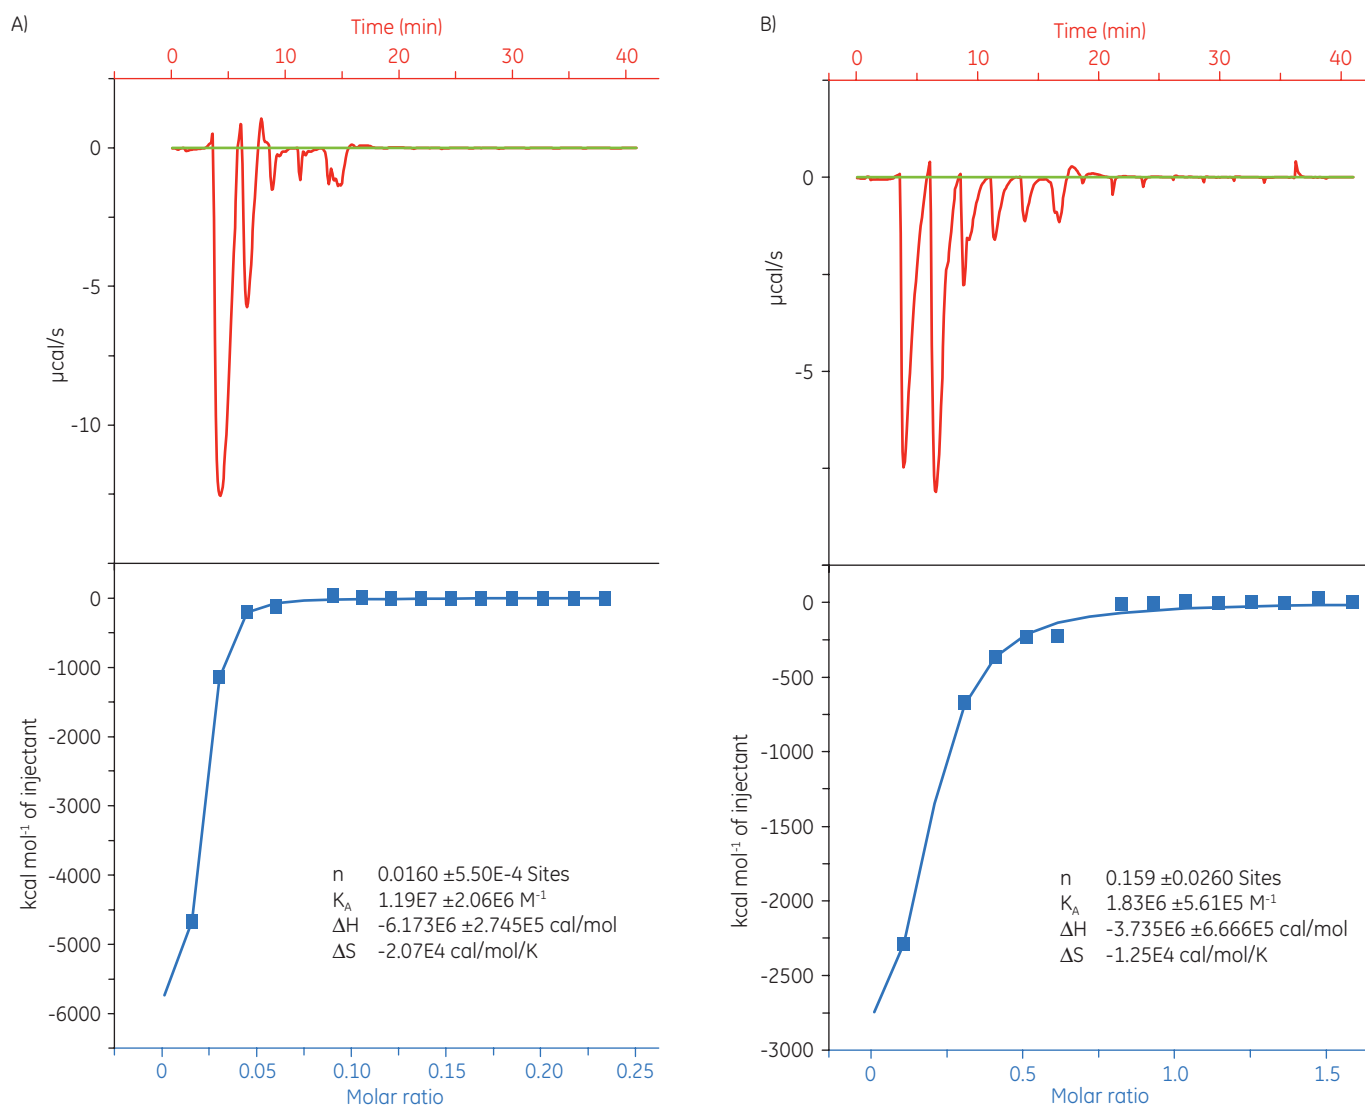 A)
Time (min)
0 10 20 30 40
0
-5
-10
µcal/s
0
-1000
-2000
-3000
-4000
-5000
-6000
kcal mol⁻¹ of injectant
n 0.0160 ±5.50E-4 Sites
K_A 1.19E7 ±2.06E6 M⁻¹
ΔH -6.173E6 ±2.745E5 cal/mol
ΔS -2.07E4 cal/mol/K
0 0.05 0.10 0.15 0.20 0.25
Molar ratio
B)
Time (min)
0 10 20 30 40
0
-5
µcal/s
0
-500
-1000
-1500
-2000
-2500
-3000
kcal mol⁻¹ of injectant
n 0.159 ±0.0260 Sites
K_A 1.83E6 ±5.61E5 M⁻¹
ΔH -3.735E6 ±6.666E5 cal/mol
ΔS -1.25E4 cal/mol/K
0 0.5 1.0 1.5
Molar ratio